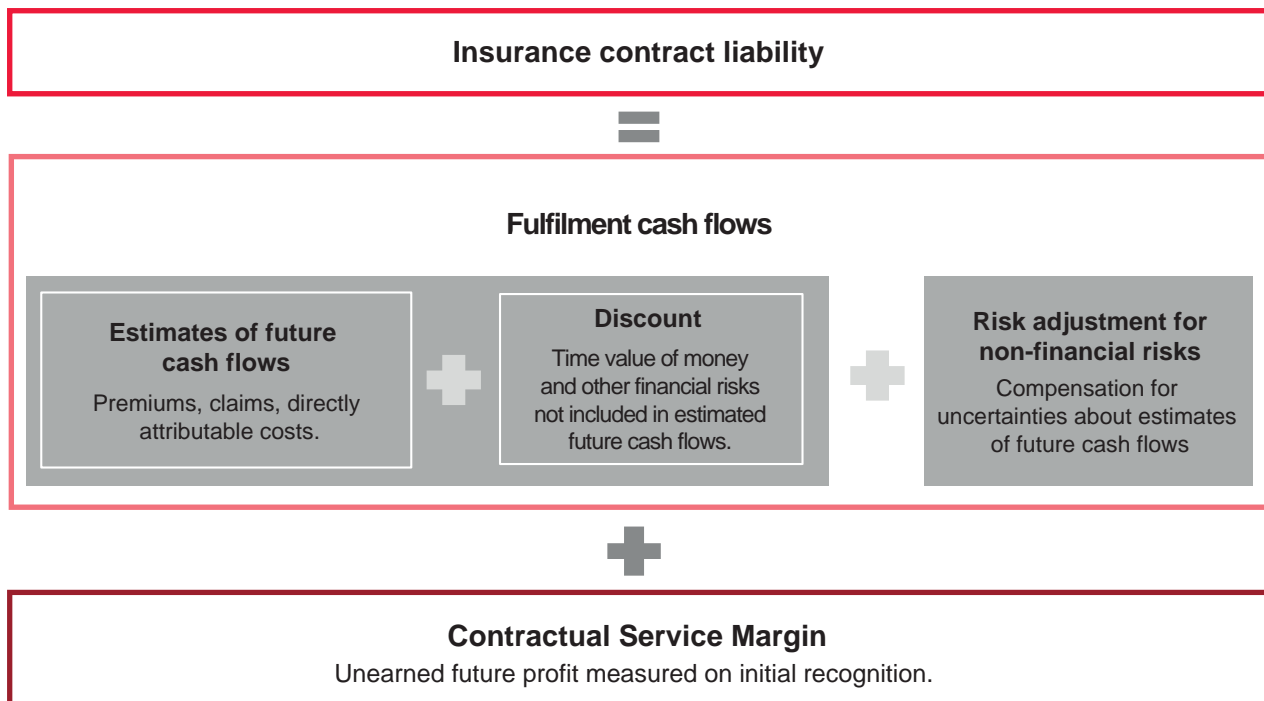 Insurance contract liability
=
Fulfilment cash flows
Estimates of future
cash flows
Premiums, claims, directly
attributable costs.
+
Discount
Time value of money
and other financial risks
not included in estimated
future cash flows.
+
Risk adjustment for
non-financial risks
Compensation for
uncertainties about estimates
of future cash flows
+
Contractual Service Margin
Unearned future profit measured on initial recognition.